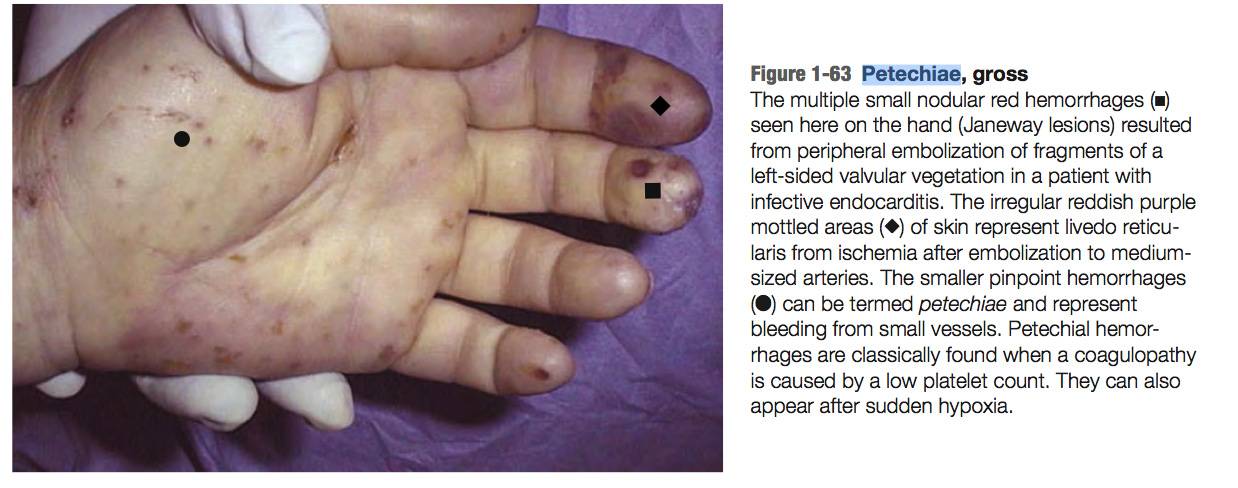 Figure 1-63 Petechiae, gross
The multiple small nodular red hemorrhages (■)
seen here on the hand (Janeway lesions) resulted
from peripheral embolization of fragments of a
left-sided valvular vegetation in a patient with
infective endocarditis. The irregular reddish purple
mottled areas (◆) of skin represent livedo reticu-
laris from ischemia after embolization to medium-
sized arteries. The smaller pinpoint hemorrhages
(●) can be termed petechiae and represent
bleeding from small vessels. Petechial hemor-
rhages are classically found when a coagulopathy
is caused by a low platelet count. They can also
appear after sudden hypoxia.